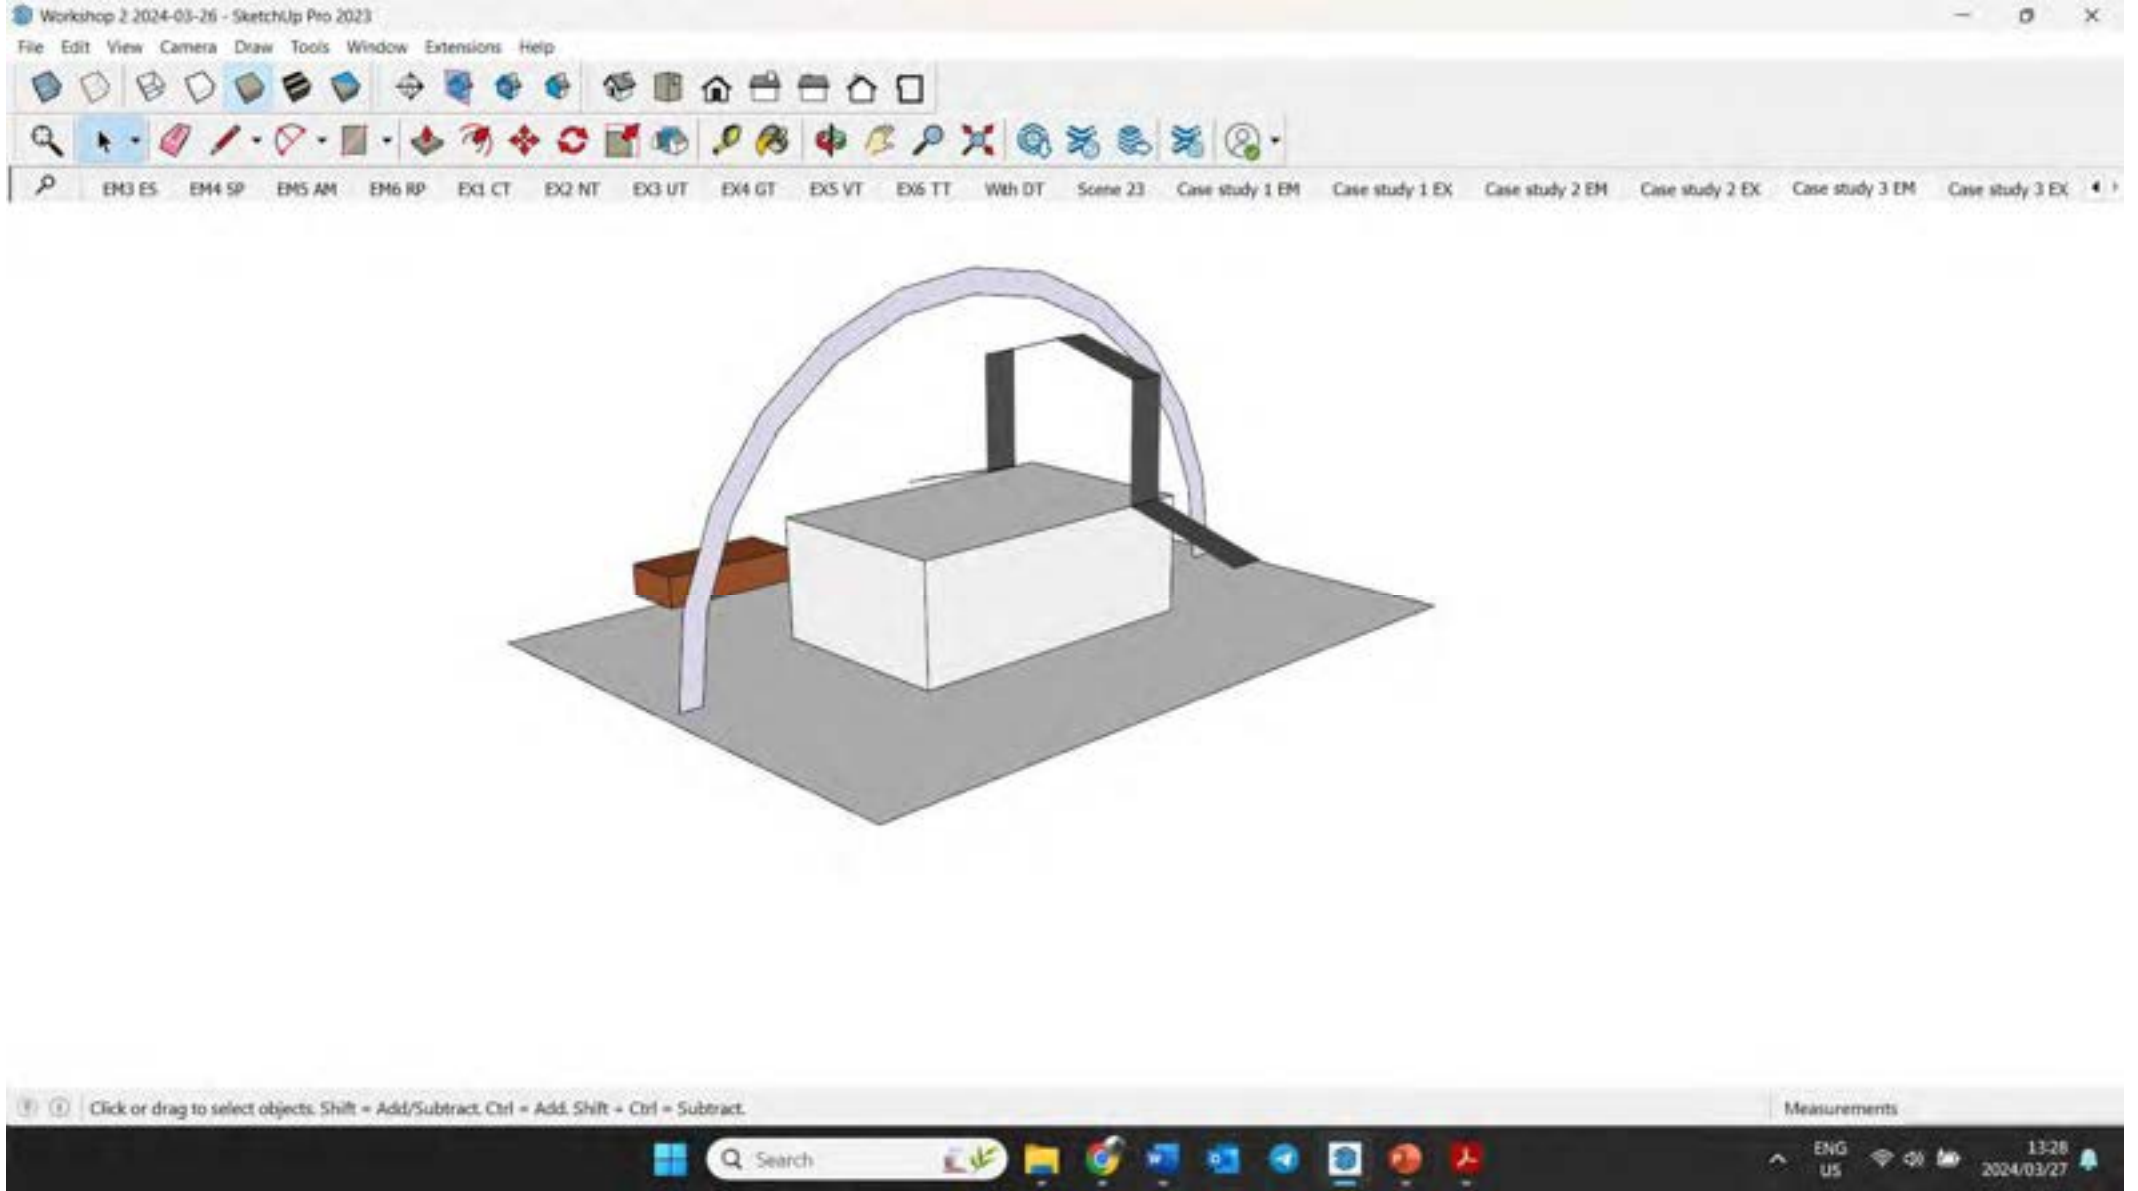 Workshop 2 2024-03-26 - SketchUp Pro 2023
File Edit View Camera Draw Tools Window Extensions Help
EM3 ES EM4 SP EM5 AM EM6 RP EX1 CT EX2 NT EX3 UT EX4 GT EX5 VT EX6 TT With DT Scene 23 Case study 1 EM Case study 1 EX Case study 2 EM Case study 2 EX Case study 3 EM Case study 3 EX
Click or drag to select objects. Shift = Add/Subtract. Ctrl = Add. Shift + Ctrl = Subtract.
Measurements
Search
ENG
US
13:28
2024/03/27